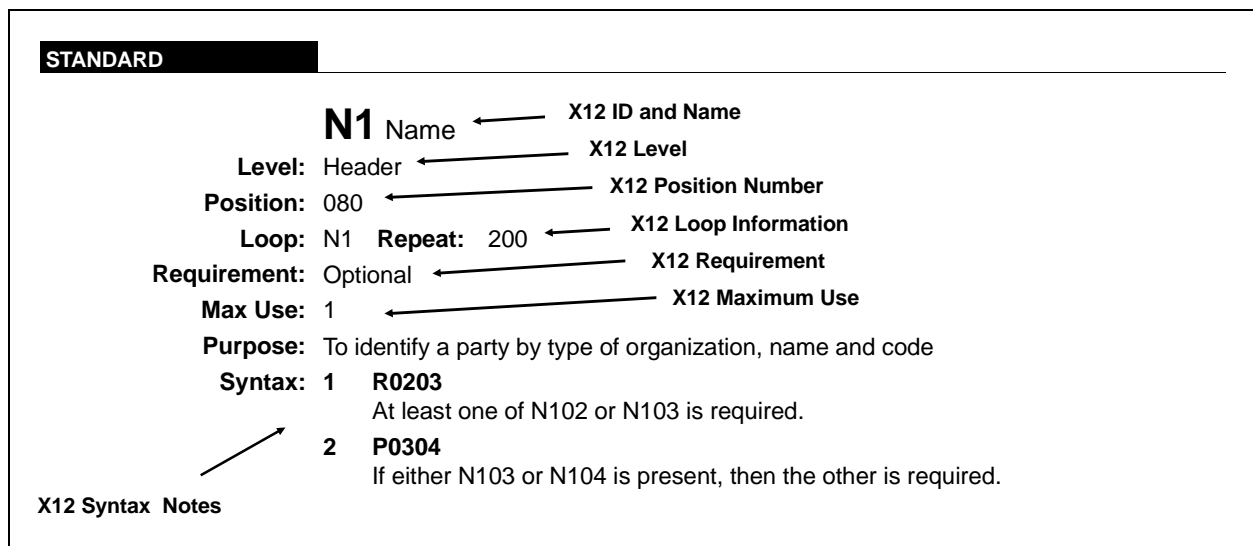 STANDARD
N1 Name X12 ID and Name
Level: Header X12 Level
Position: 080 X12 Position Number
Loop: N1 Repeat: 200 X12 Loop Information
Requirement: Optional X12 Requirement
Max Use: 1 X12 Maximum Use
Purpose: To identify a party by type of organization, name and code
Syntax: 1 R0203
At least one of N102 or N103 is required.
2 P0304
If either N103 or N104 is present, then the other is required.
X12 Syntax Notes